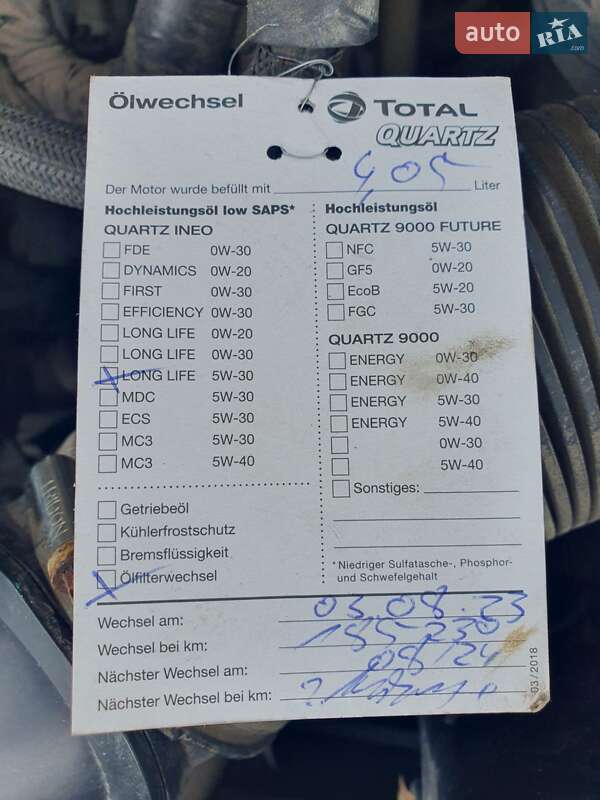 auto RIA.com
Ölwechsel
TOTAL
QUARTZ
Der Motor wurde befüllt mit 4,05 Liter
Hochleistungsöl low SAPS*
QUARTZ INEO
FDE 0W-30
DYNAMICS 0W-20
FIRST 0W-30
EFFICIENCY 0W-30
LONG LIFE 0W-20
LONG LIFE 0W-30
LONG LIFE 5W-30
MDC 5W-30
ECS 5W-30
MC3 5W-30
MC3 5W-40
Getriebeöl
Kühlerfrostschutz
Bremsflüssigkeit
Ölfilterwechsel
Hochleistungsöl
QUARTZ 9000 FUTURE
NFC 5W-30
GF5 0W-20
EcoB 5W-20
FGC 5W-30
QUARTZ 9000
ENERGY 0W-30
ENERGY 0W-40
ENERGY 5W-30
ENERGY 5W-40
0W-30
5W-40
Sonstiges:
*Niedriger Sulfatasche-, Phosphor-
und Schwefelgehalt
Wechsel am: 03.08.23
Wechsel bei km: 185-230
Nächster Wechsel am: 08/24
Nächster Wechsel bei km:
03/2018